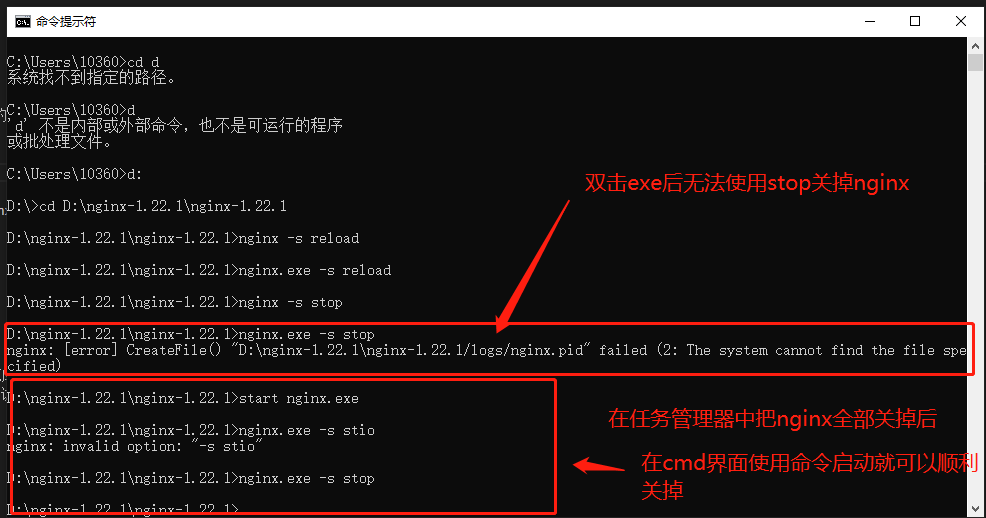 命令提示符
C:\Users\10360>cd d
系统找不到指定的路径。
C:\Users\10360>d
'd' 不是内部或外部命令，也不是可运行的程序
或批处理文件。
C:\Users\10360>d:
双击exe后无法使用stop关掉nginx
D:\>cd D:\nginx-1.22.1\nginx-1.22.1
D:\nginx-1.22.1\nginx-1.22.1>nginx -s reload
D:\nginx-1.22.1\nginx-1.22.1>nginx.exe -s reload
D:\nginx-1.22.1\nginx-1.22.1>nginx -s stop
D:\nginx-1.22.1\nginx-1.22.1>nginx.exe -s stop
nginx: [error] CreateFile() "D:\nginx-1.22.1\nginx-1.22.1/logs/nginx.pid" failed (2: The system cannot find the file spe
cified)
D:\nginx-1.22.1\nginx-1.22.1>start nginx.exe
D:\nginx-1.22.1\nginx-1.22.1>nginx.exe -s stio
nginx: invalid option: "-s stio"
D:\nginx-1.22.1\nginx-1.22.1>nginx.exe -s stop
D:\nginx-1.22.1\nginx-1.22.1>
在任务管理器中把nginx全部关掉后
在cmd界面使用命令启动就可以顺利
关掉